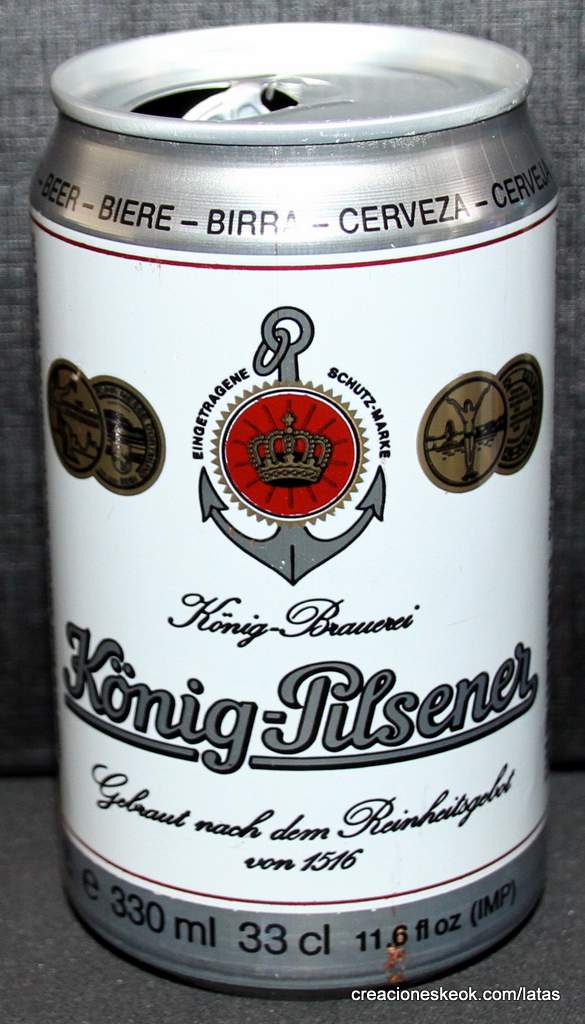 - BEER - BIERE - BIRRA - CERVEZA - CERVEJA
EINGETRAGENE SCHUTZ-MARKE
König-Brauerei
König-Pilsener
Gebraut nach dem Reinheitsgebot
von 1516
e 330 ml 33 cl 11.6 fl oz (IMP)
creacioneskeok.com/latas